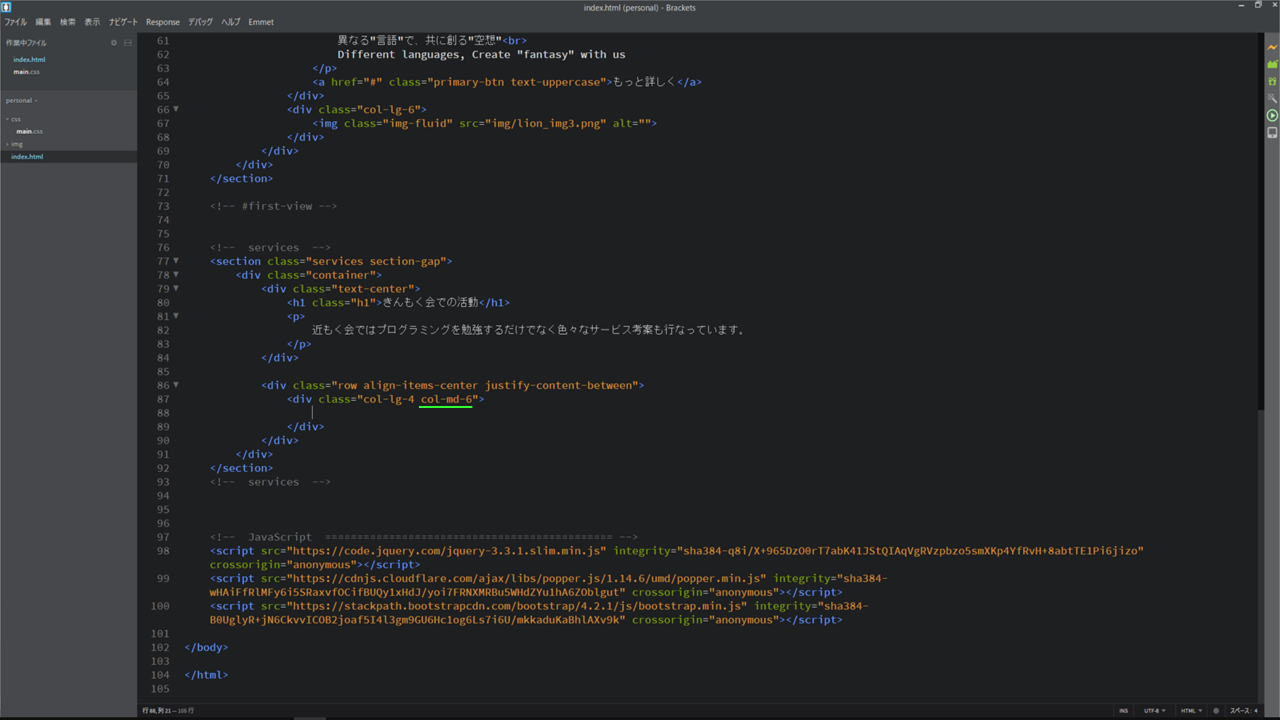 index.html (personal) - Brackets
ファイル 編集 検索 表示 ナビゲート Response デバッグ ヘルプ Emmet
作業中ファイル
index.html
main.css
personal
css
main.css
img
index.html
61 異なる"言語"で、共に創る"空想"<br>
62 Different languages, Create "fantasy" with us
63 </p>
64 <a href="#" class="primary-btn text-uppercase">もっと詳しく</a>
65 </div>
66 <div class="col-lg-6">
67 <img class="img-fluid" src="img/lion_img3.png" alt="">
68 </div>
69 </div>
70 </div>
71 </section>
72
73 <!-- #first-view -->
74
75
76 <!--  services  -->
77 <section class="services section-gap">
78 <div class="container">
79 <div class="text-center">
80 <h1 class="h1">きんもく会での活動</h1>
81 <p>
82 近もく会ではプログラミングを勉強するだけでなく色々なサービス考案も行なっています。
83 </p>
84 </div>
85
86 <div class="row align-items-center justify-content-between">
87 <div class="col-lg-4 col-md-6">
88
89 </div>
90 </div>
91 </div>
92 </section>
93 <!--  services  -->
94
95
96
97 <!--  JavaScript  ============================================= -->
98 <script src="https://code.jquery.com/jquery-3.3.1.slim.min.js" integrity="sha384-q8i/X+965DzO0rT7abK41JStQIAqVgRVzpbzo5smXKp4YfRvH+8abtTE1Pi6jizo"
crossorigin="anonymous"></script>
99 <script src="https://cdnjs.cloudflare.com/ajax/libs/popper.js/1.14.6/umd/popper.min.js" integrity="sha384-
wHAiFfRlMFy6i5SRaxvfOCifBUQy1xHdJ/yoi7FRNXMRBu5WHdZYu1hA6ZOblgut" crossorigin="anonymous"></script>
100 <script src="https://stackpath.bootstrapcdn.com/bootstrap/4.2.1/js/bootstrap.min.js" integrity="sha384-
B0UglyR+jN6CkvvICOB2joaf5I4l3gm9GU6Hc1og6Ls7i6U/mkkaduKaBhlAXv9k" crossorigin="anonymous"></script>
101
102 </body>
103
104 </html>
105
行 88, 列 21 — 105 行 INS UTF-8 HTML スペース: 4